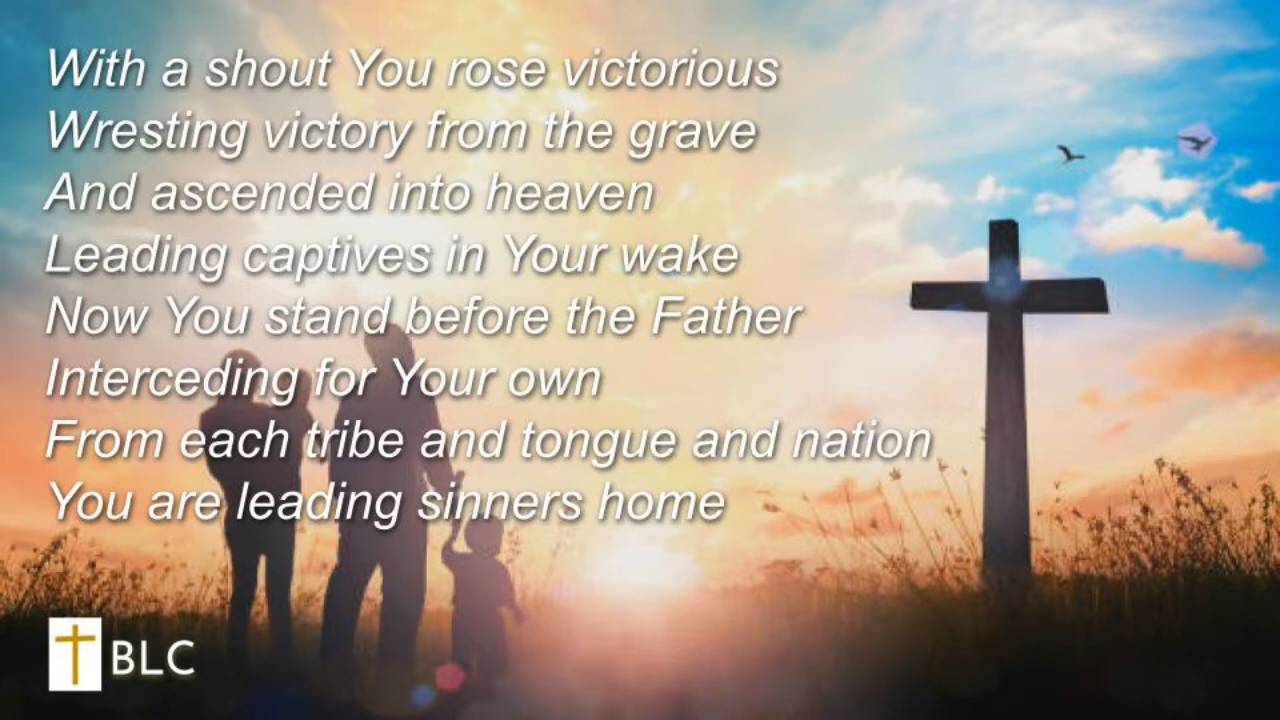 With a shout You rose victorious
Wresting victory from the grave
And ascended into heaven
Leading captives in Your wake
Now You stand before the Father
Interceding for Your own
From each tribe and tongue and nation
You are leading sinners home
BLC